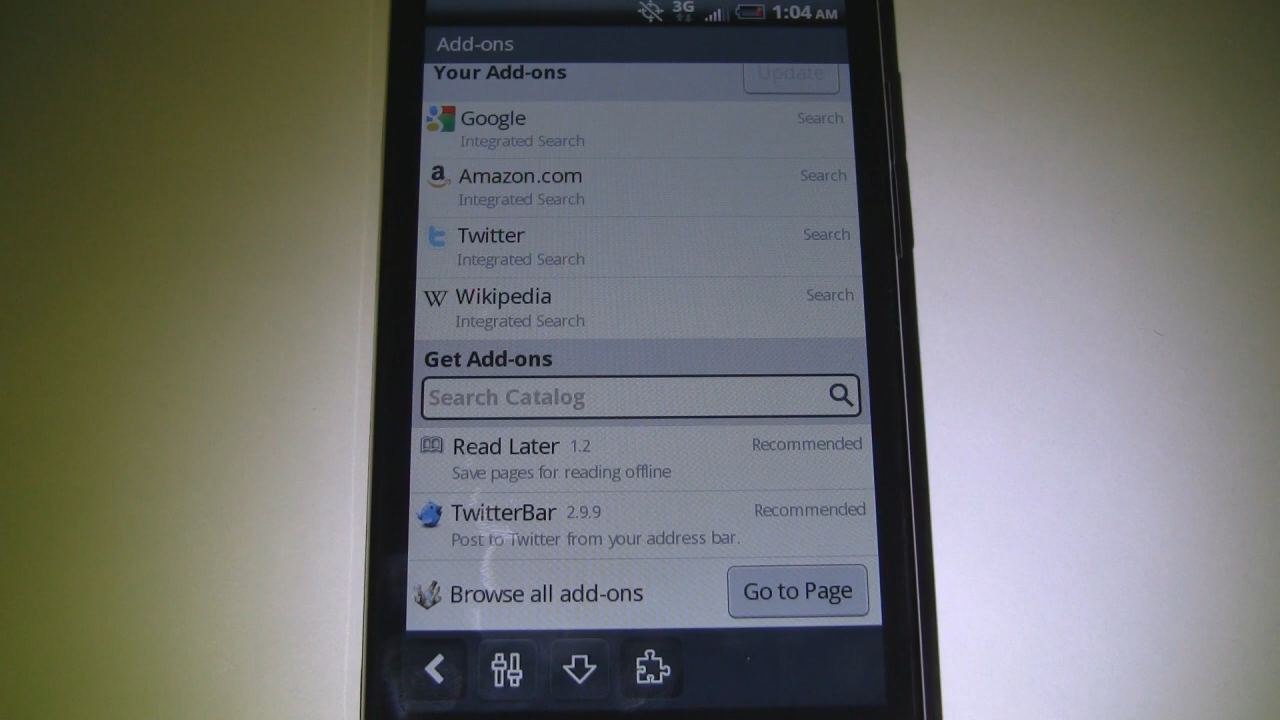 3G 1:04 AM
Add-ons
Your Add-ons Update
Google Search
Integrated Search
Amazon.com Search
Integrated Search
Twitter Search
Integrated Search
Wikipedia Search
Integrated Search
Get Add-ons
Search Catalog
Read Later 1.2 Recommended
Save pages for reading offline
TwitterBar 2.9.9 Recommended
Post to Twitter from your address bar.
Browse all add-ons Go to Page